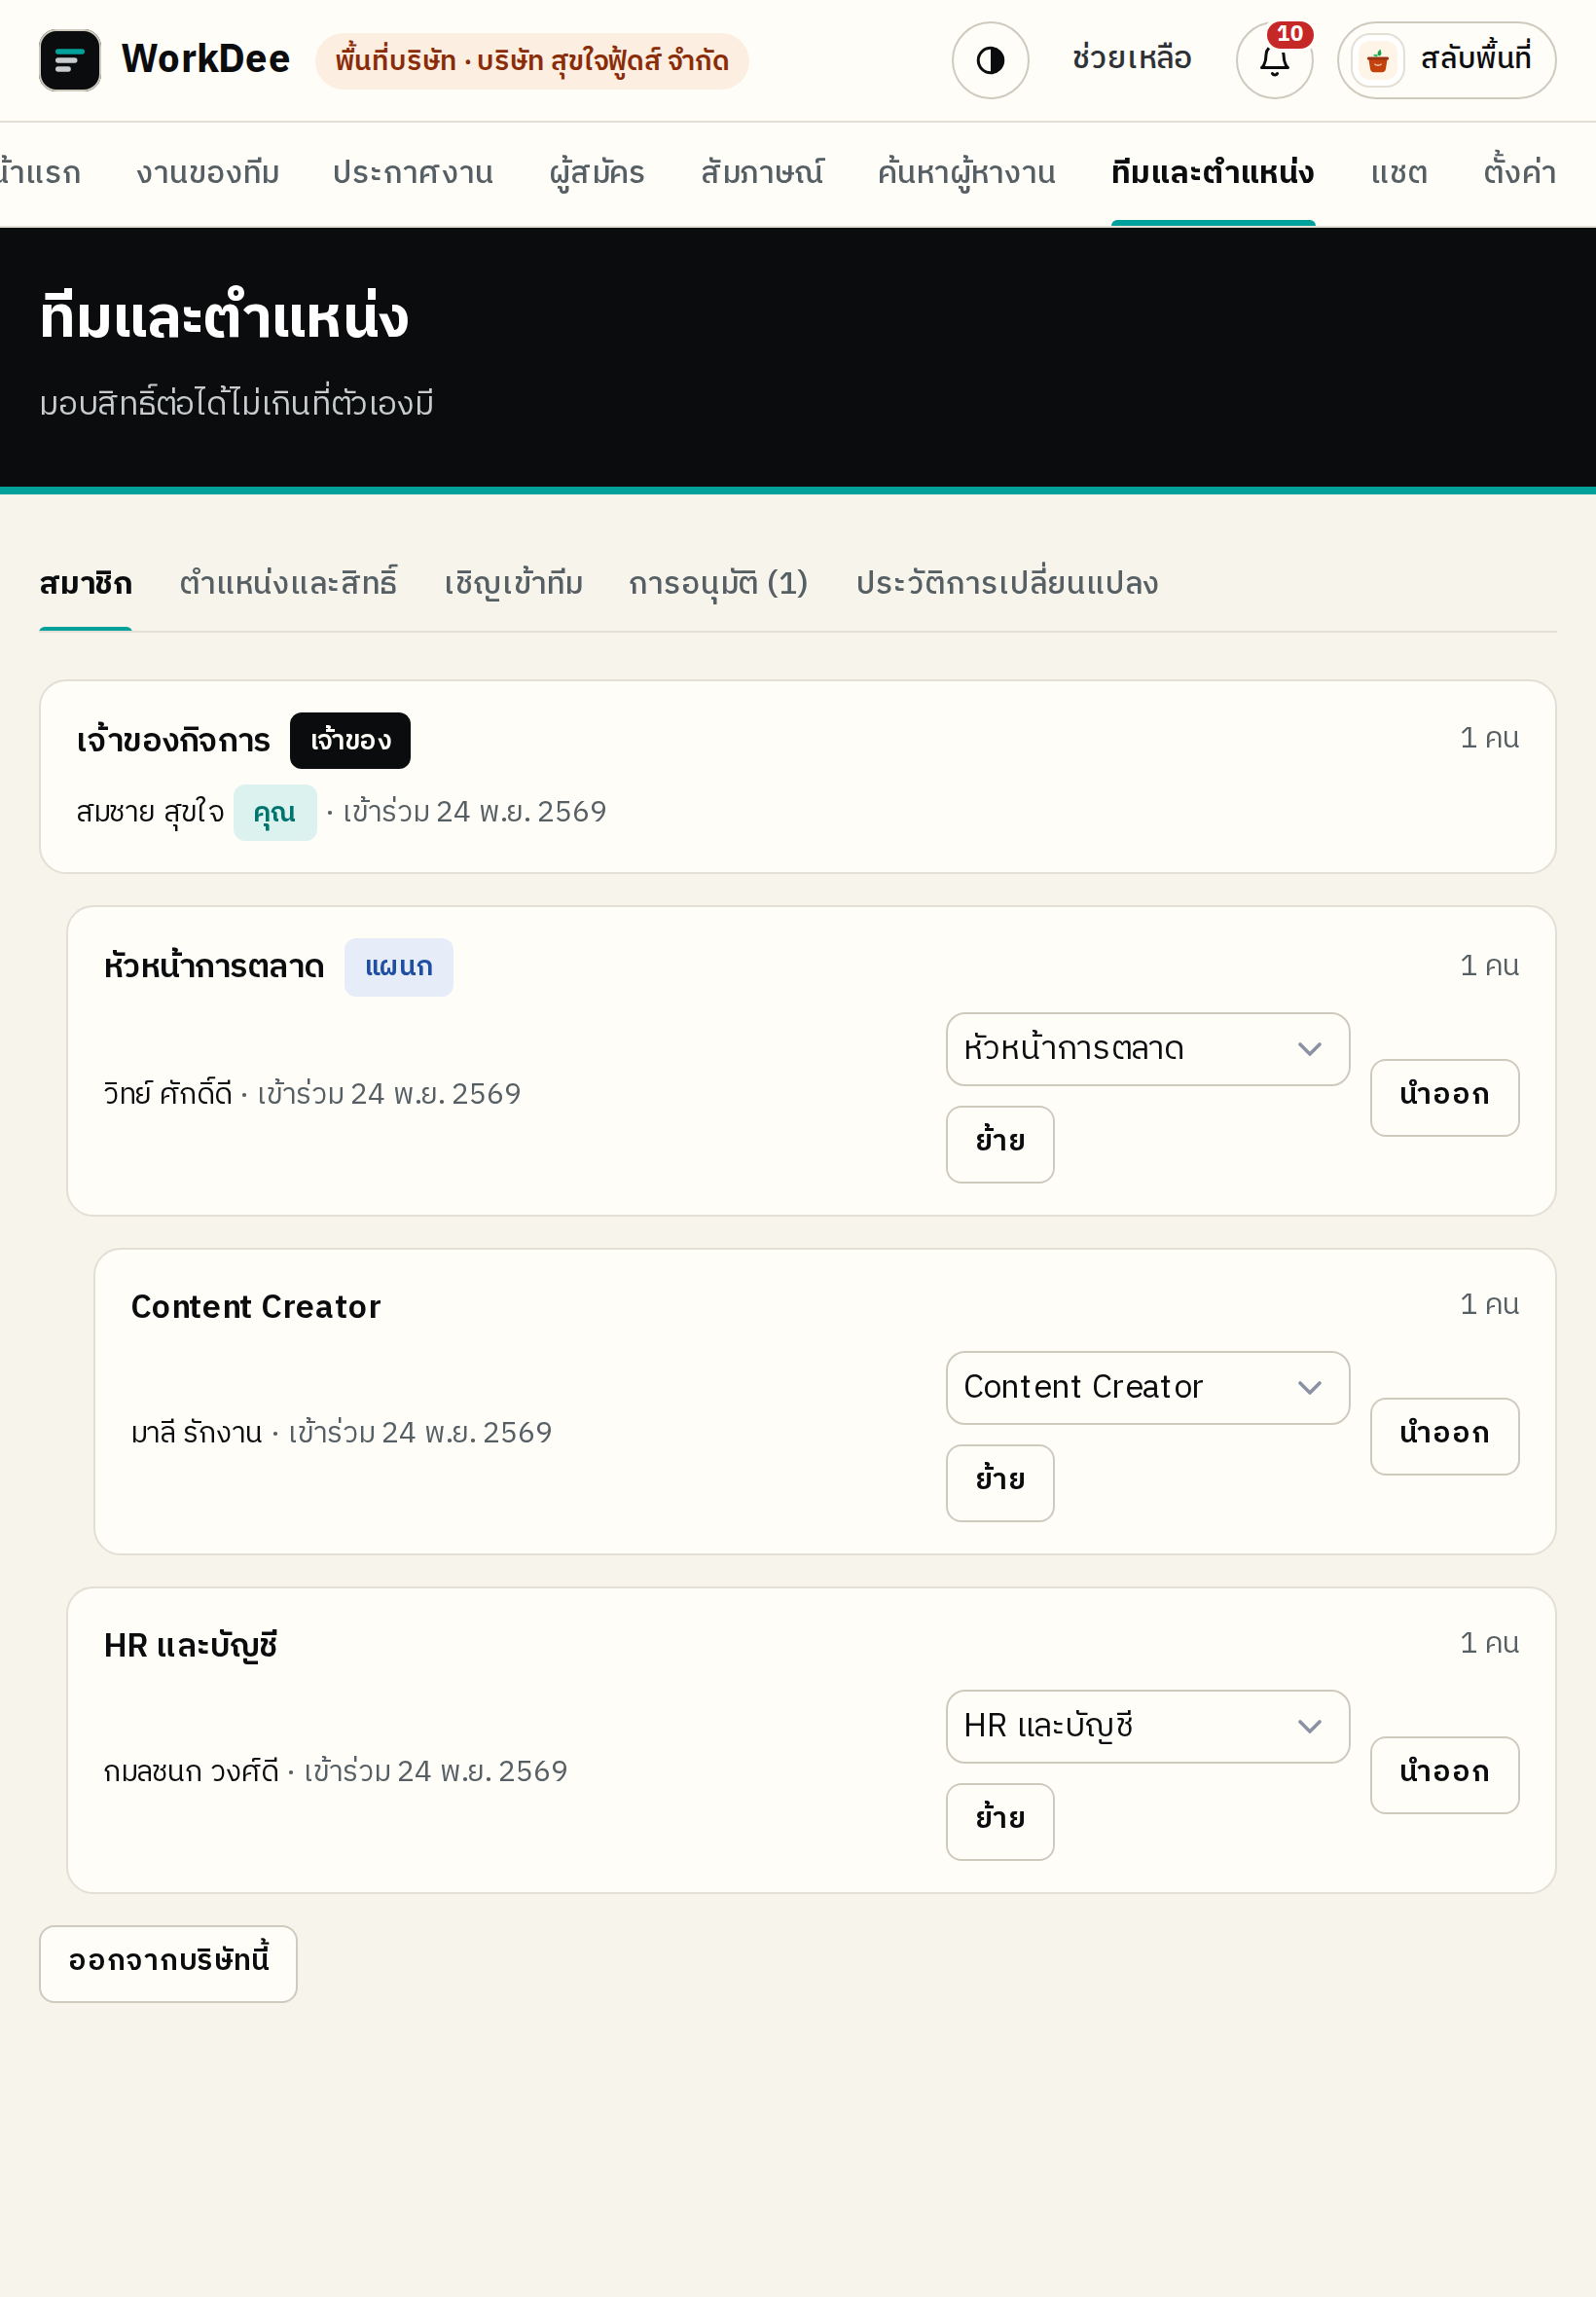 WorkDee
พื้นที่บริษัท · บริษัท สุขใจฟู้ดส์ จำกัด
ช่วยเหลือ
10
สลับพื้นที่
น้าแรก งานของทีม ประกาศงาน ผู้สมัคร สัมภาษณ์ ค้นหาผู้หางาน ทีมและตำแหน่ง แชต ตั้งค่า
ทีมและตำแหน่ง
มอบสิทธิ์ต่อได้ไม่เกินที่ตัวเองมี
สมาชิก ตำแหน่งและสิทธิ์ เชิญเข้าทีม การอนุมัติ (1) ประวัติการเปลี่ยนแปลง
เจ้าของกิจการ เจ้าของ 1 คน
สมชาย สุขใจ คุณ · เข้าร่วม 24 พ.ย. 2569
หัวหน้าการตลาด แผนก 1 คน
หัวหน้าการตลาด
วิทย์ ศักดิ์ดี · เข้าร่วม 24 พ.ย. 2569
นำออก
ย้าย
Content Creator 1 คน
Content Creator
มาลี รักงาน · เข้าร่วม 24 พ.ย. 2569
นำออก
ย้าย
HR และบัญชี 1 คน
HR และบัญชี
กมลชนก วงศ์ดี · เข้าร่วม 24 พ.ย. 2569
นำออก
ย้าย
ออกจากบริษัทนี้